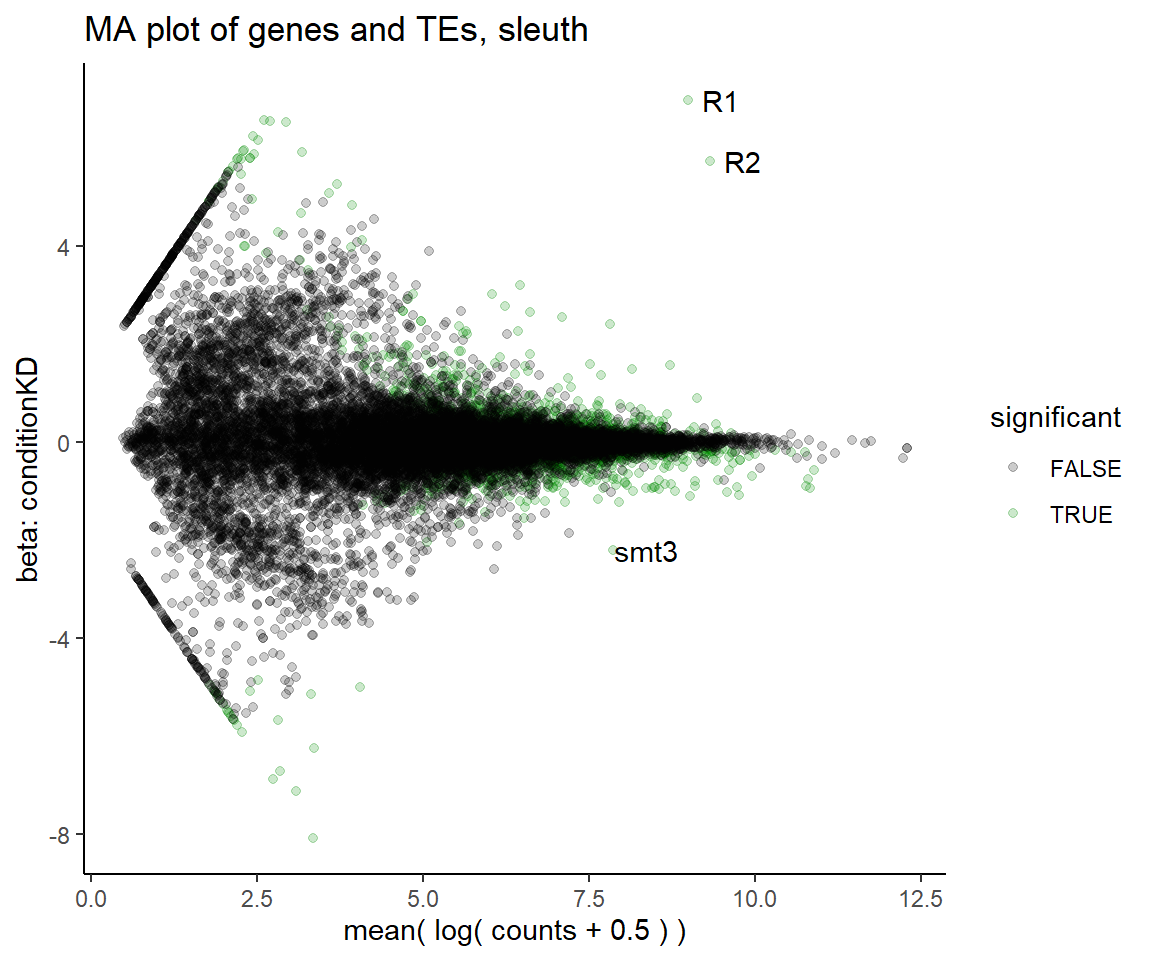 MA plot of genes and TEs, sleuth
R1
R2
smt3
4
0
-4
-8
beta: conditionKD
0.0
2.5
5.0
7.5
10.0
12.5
mean( log( counts + 0.5 ) )
significant
FALSE
TRUE